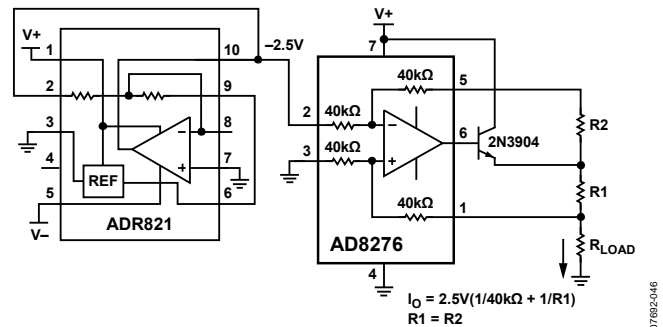 V+
1
10
–2.5V
2
9
3
8
4
7
REF
5
6
V–
ADR821
V+
7
40kΩ
5
2
40kΩ
R2
–
6
2N3904
3
40kΩ
+
R1
40kΩ
1
AD8276
R_LOAD
4
I_O = 2.5V(1/40kΩ + 1/R1)
R1 = R2
07692-046